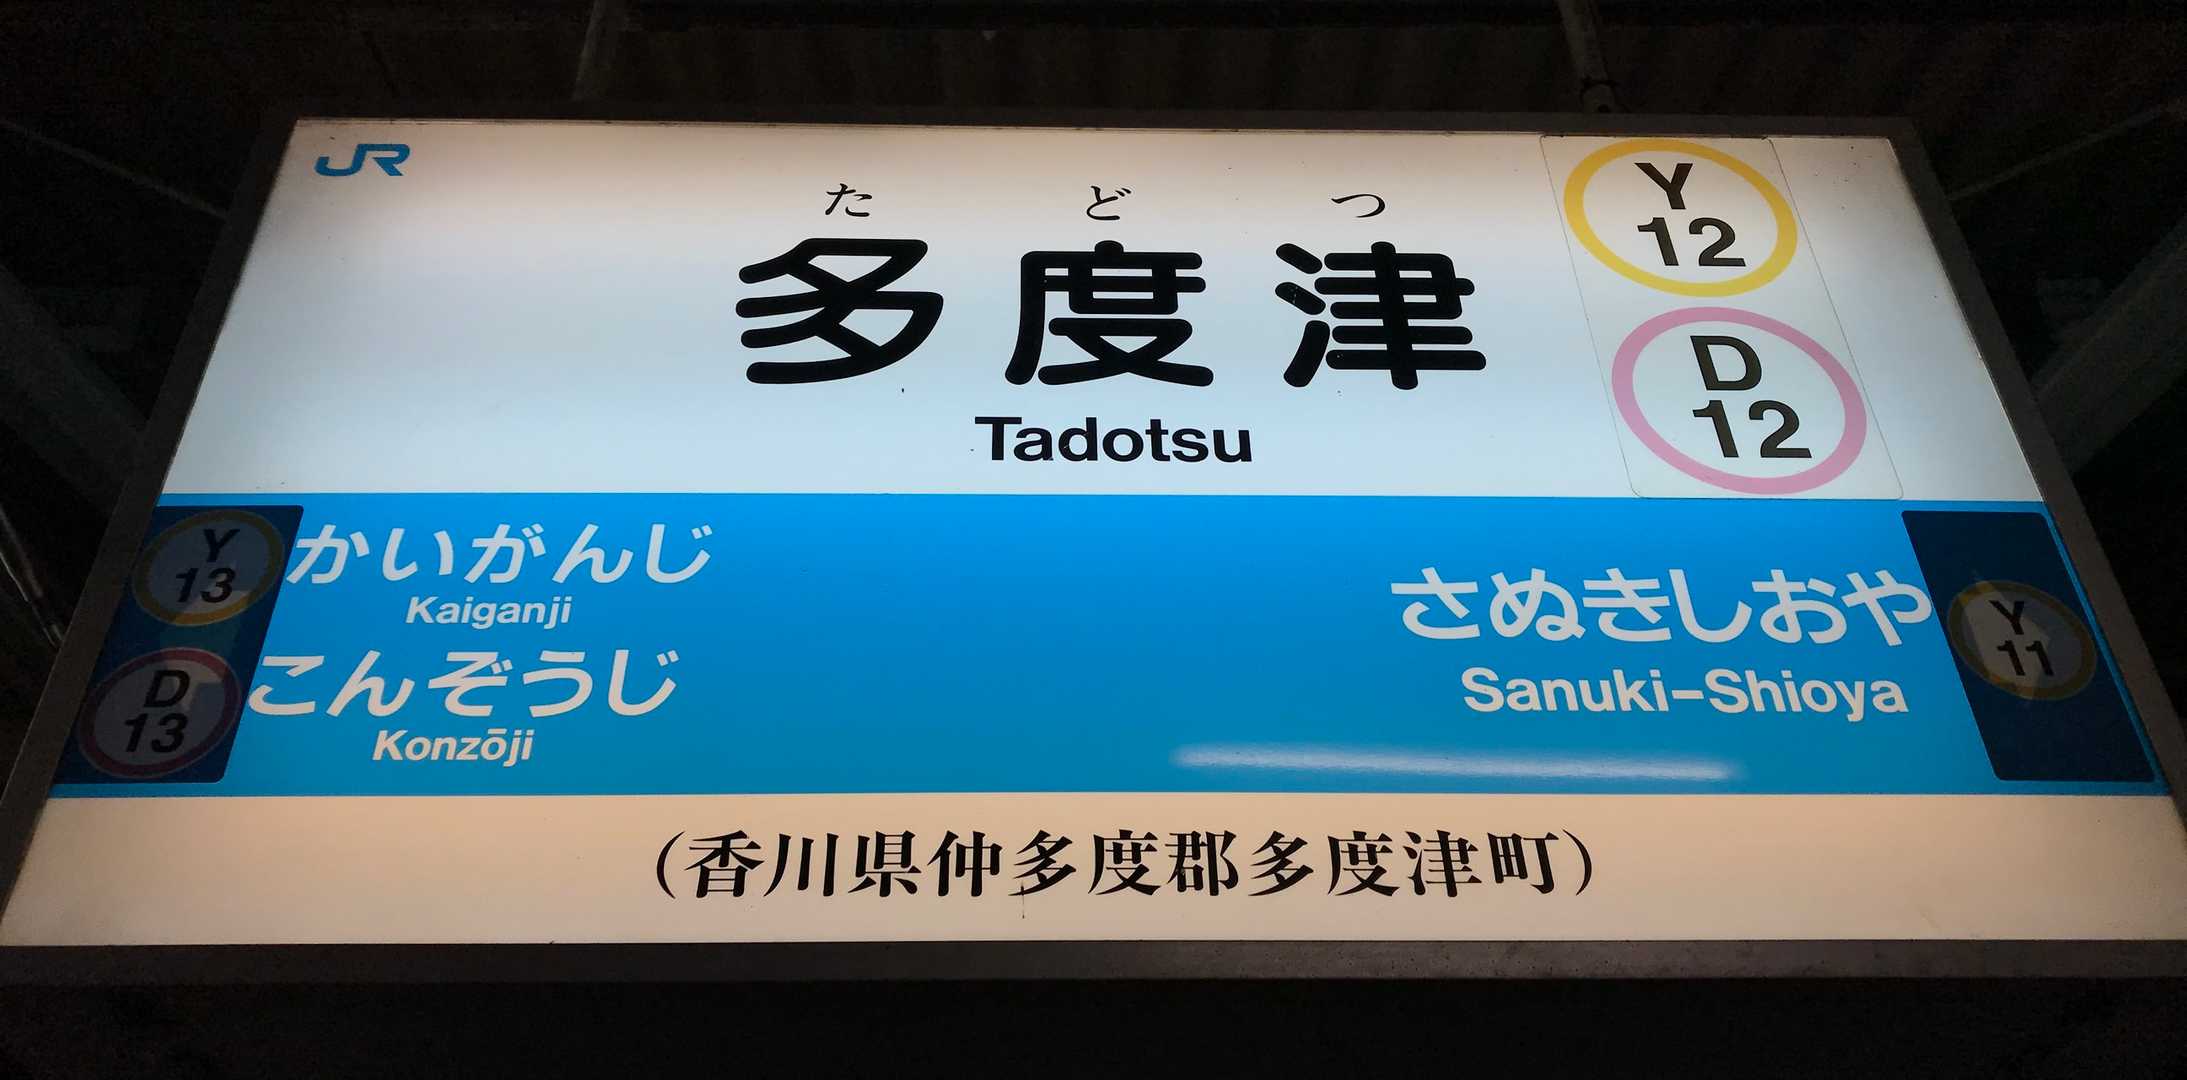 JR
た ど つ
多度津
Tadotsu
Y
12
D
12
Y
13
かいがんじ
Kaiganji
D
13
こんぞうじ
Konzōji
さぬきしおや
Sanuki-Shioya
Y
11
(香川県仲多度郡多度津町)